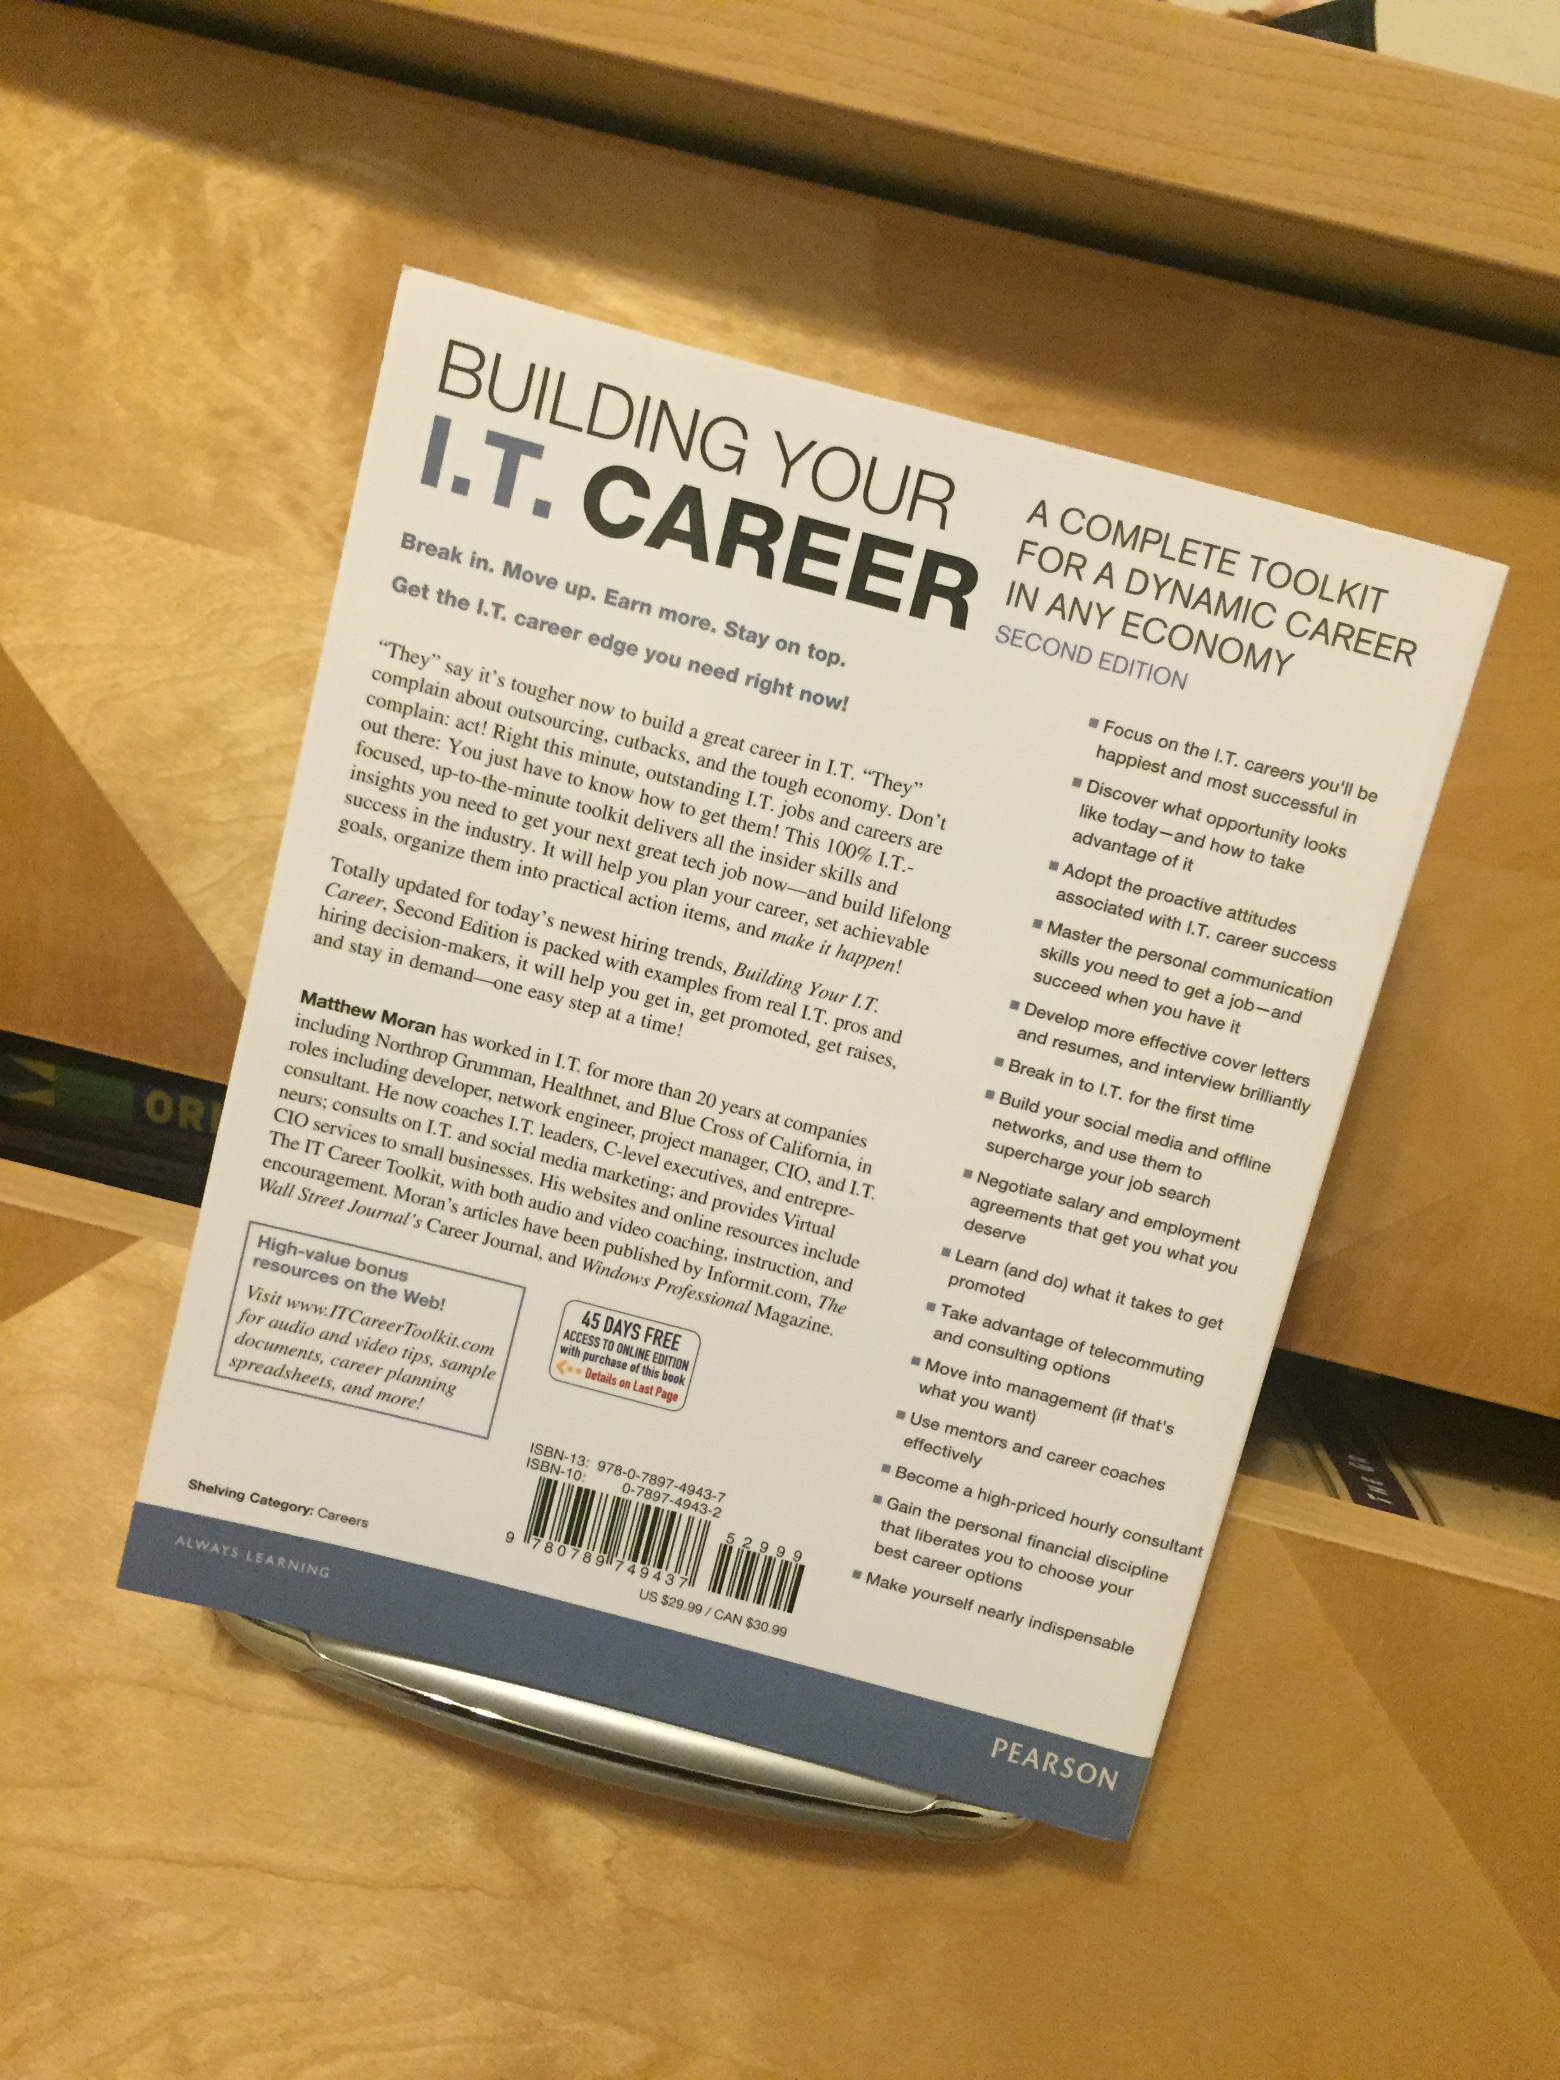 BUILDING YOUR
I.T. CAREER
A COMPLETE TOOLKIT
FOR A DYNAMIC CAREER
IN ANY ECONOMY
SECOND EDITION
Break in. Move up. Earn more. Stay on top.
Get the I.T. career edge you need right now!
“They” say it’s tougher now to build a great career in I.T. “They”
complain about outsourcing, cutbacks, and the tough economy. Don’t
complain: act! Right this minute, outstanding I.T. jobs and careers are
out there: You just have to know how to get them! This 100% I.T.-
focused, up-to-the-minute toolkit delivers all the insider skills and
insights you need to get your next great tech job now—and build lifelong
success in the industry. It will help you plan your career, set achievable
goals, organize them into practical action items, and make it happen!
Totally updated for today’s newest hiring trends, Building Your I.T.
Career, Second Edition is packed with examples from real I.T. pros and
hiring decision-makers, it will help you get in, get promoted, get raises,
and stay in demand—one easy step at a time!
Matthew Moran has worked in I.T. for more than 20 years at companies
including Northrop Grumman, Healthnet, and Blue Cross of California, in
roles including developer, network engineer, project manager, CIO, and I.T.
consultant. He now coaches I.T. leaders, C-level executives, and entrepre-
neurs; consults on I.T. and social media marketing; and provides Virtual
CIO services to small businesses. His websites and online resources include
The IT Career Toolkit, with both audio and video coaching, instruction, and
encouragement. Moran’s articles have been published by Informit.com, The
Wall Street Journal’s Career Journal, and Windows Professional Magazine.
High-value bonus
resources on the Web!
Visit www.ITCareerToolkit.com
for audio and video tips, sample
documents, career planning
spreadsheets, and more!
45 DAYS FREE
ACCESS TO ONLINE EDITION
with purchase of this book
Details on Last Page
Shelving Category: Careers
ISBN-13: 978-0-7897-4943-7
ISBN-10: 0-7897-4943-2
9 780789 749437
52999
US $29.99 / CAN $30.99
■ Focus on the I.T. careers you'll be
happiest and most successful in
■ Discover what opportunity looks
like today—and how to take
advantage of it
■ Adopt the proactive attitudes
associated with I.T. career success
■ Master the personal communication
skills you need to get a job—and
succeed when you have it
■ Develop more effective cover letters
and resumes, and interview brilliantly
■ Break in to I.T. for the first time
■ Build your social media and offline
networks, and use them to
supercharge your job search
■ Negotiate salary and employment
agreements that get you what you
deserve
■ Learn (and do) what it takes to get
promoted
■ Take advantage of telecommuting
and consulting options
■ Move into management (if that's
what you want)
■ Use mentors and career coaches
effectively
■ Become a high-priced hourly consultant
■ Gain the personal financial discipline
that liberates you to choose your
best career options
■ Make yourself nearly indispensable
ALWAYS LEARNING
PEARSON
THE